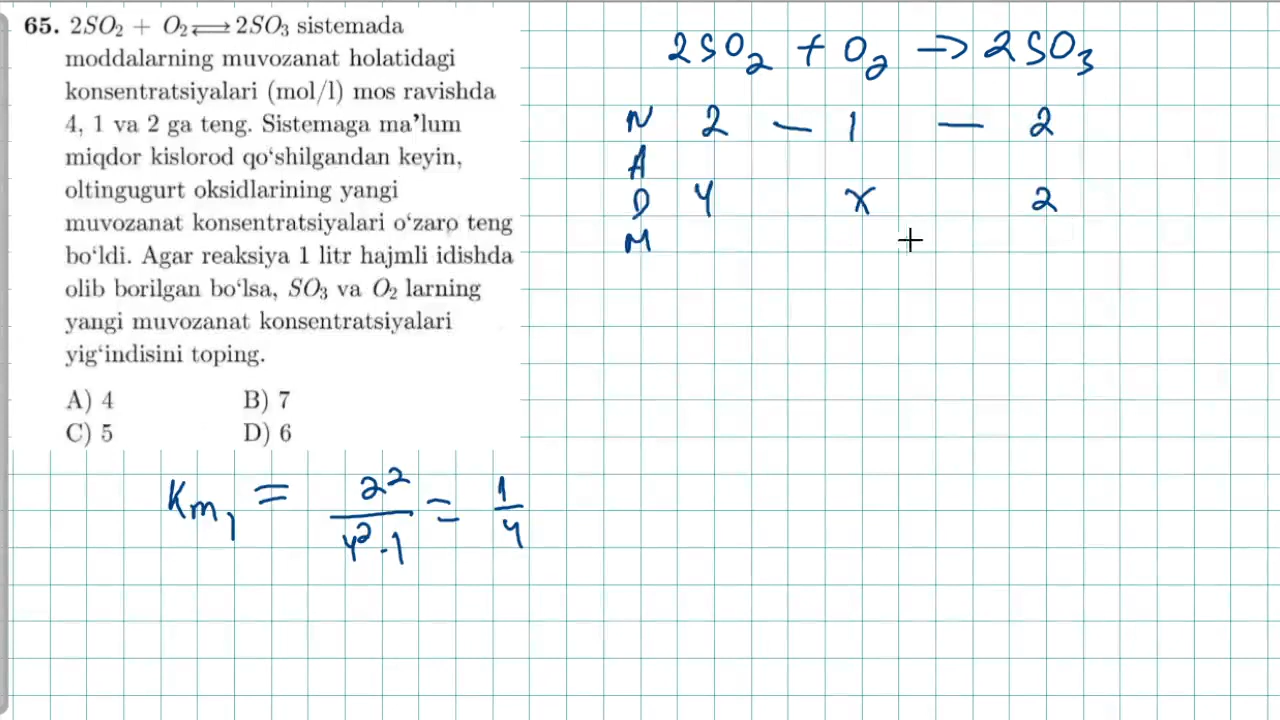 65. 2SO₂ + O₂⇌2SO₃ sistemada
moddalarning muvozanat holatidagi
konsentratsiyalari (mol/l) mos ravishda
4, 1 va 2 ga teng. Sistemaga maʼlum
miqdor kislorod qo‘shilgandan keyin,
oltingugurt oksidlarining yangi
muvozanat konsentratsiyalari o‘zaro teng
bo‘ldi. Agar reaksiya 1 litr hajmli idishda
olib borilgan bo‘lsa, SO₃ va O₂ larning
yangi muvozanat konsentratsiyalari
yig‘indisini toping.
A) 4 B) 7
C) 5 D) 6
2SO₂ + O₂ → 2SO₃
N 2 — 1 — 2
A
D 4 x 2
M
Km₁ = 2²/4²·1 = 1/4